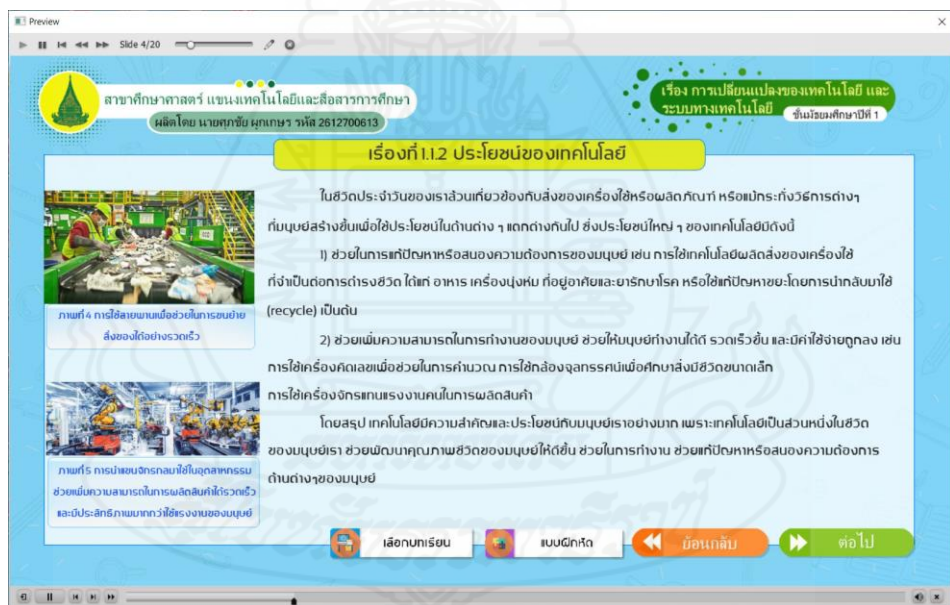 Preview
Slide 4/20
สาขาศึกษาศาสตร์ แขนงเทคโนโลยีและสื่อสารการศึกษา
ผลิตโดย นายศุภชัย ผุกเกษร รหัส 2612700613
เรื่อง การเปลี่ยนแปลงของเทคโนโลยี และ
ระบบทางเทคโนโลยี
ชั้นมัธยมศึกษาปีที่ 1
เรื่องที่ 1.1.2 ประโยชน์ของเทคโนโลยี
ในชีวิตประจำวันของเราล้วนเกี่ยวข้องกับสิ่งของเครื่องใช้หรือผลิตภัณฑ์ หรือแม้กระทั่งวิธีการต่างๆ
ที่มนุษย์สร้างขึ้นเพื่อใช้ประโยชน์ในด้านต่าง ๆ แตกต่างกันไป ซึ่งประโยชน์ใหญ่ ๆ ของเทคโนโลยีมีดังนี้
1) ช่วยในการแก้ปัญหาหรือสนองความต้องการของมนุษย์ เช่น การใช้เทคโนโลยีผลิตสิ่งของเครื่องใช้
ที่จำเป็นต่อการดำรงชีวิต ได้แก่ อาหาร เครื่องนุ่งห่ม ที่อยู่อาศัยและยารักษาโรค หรือใช้แก้ปัญหาขยะโดยการนำกลับมาใช้
(recycle) เป็นต้น
2) ช่วยเพิ่มความสามารถในการทำงานของมนุษย์ ช่วยให้มนุษย์ทำงานได้ดี รวดเร็วขึ้น และมีค่าใช้จ่ายถูกลง เช่น
การใช้เครื่องคิดเลขเพื่อช่วยในการคำนวณ การใช้กล้องจุลทรรศน์เพื่อศึกษาสิ่งมีชีวิตขนาดเล็ก
การใช้เครื่องจักรแทนแรงงานคนในการผลิตสินค้า
โดยสรุป เทคโนโลยีมีความสำคัญและประโยชน์กับมนุษย์เราอย่างมาก เพราะเทคโนโลยีเป็นส่วนหนึ่งในชีวิต
ของมนุษย์เรา ช่วยพัฒนาคุณภาพชีวิตของมนุษย์ให้ดีขึ้น ช่วยในการทำงาน ช่วยแก้ปัญหาหรือสนองความต้องการ
ด้านต่างๆของมนุษย์
ภาพที่ 4 การใช้สายพานเพื่อช่วยในการขนย้าย
สิ่งของได้อย่างรวดเร็ว
ภาพที่ 5 การนำแขนจักรกลมาใช้ในอุตสาหกรรม
ช่วยเพิ่มความสามารถในการผลิตสินค้าได้รวดเร็ว
และมีประสิทธิภาพมากกว่าใช้แรงงานของมนุษย์
เลือกบทเรียน
แบบฝึกหัด
ย้อนกลับ
ต่อไป